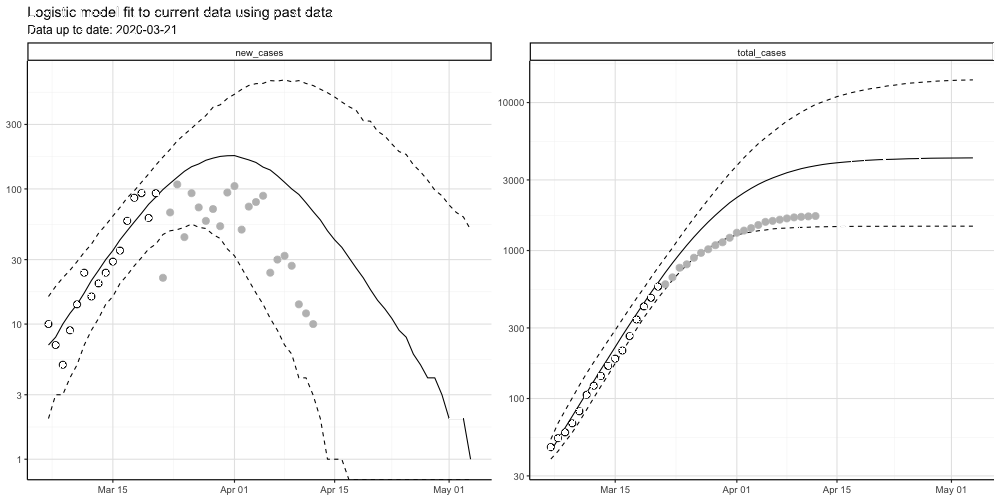 Logistic model fit to current data using past data
Data up to date: 2020-03-21
new_cases
total_cases
300
100
30
10
3
1
10000
3000
1000
300
100
30
Mar 15
Apr 01
Apr 15
May 01
Mar 15
Apr 01
Apr 15
May 01